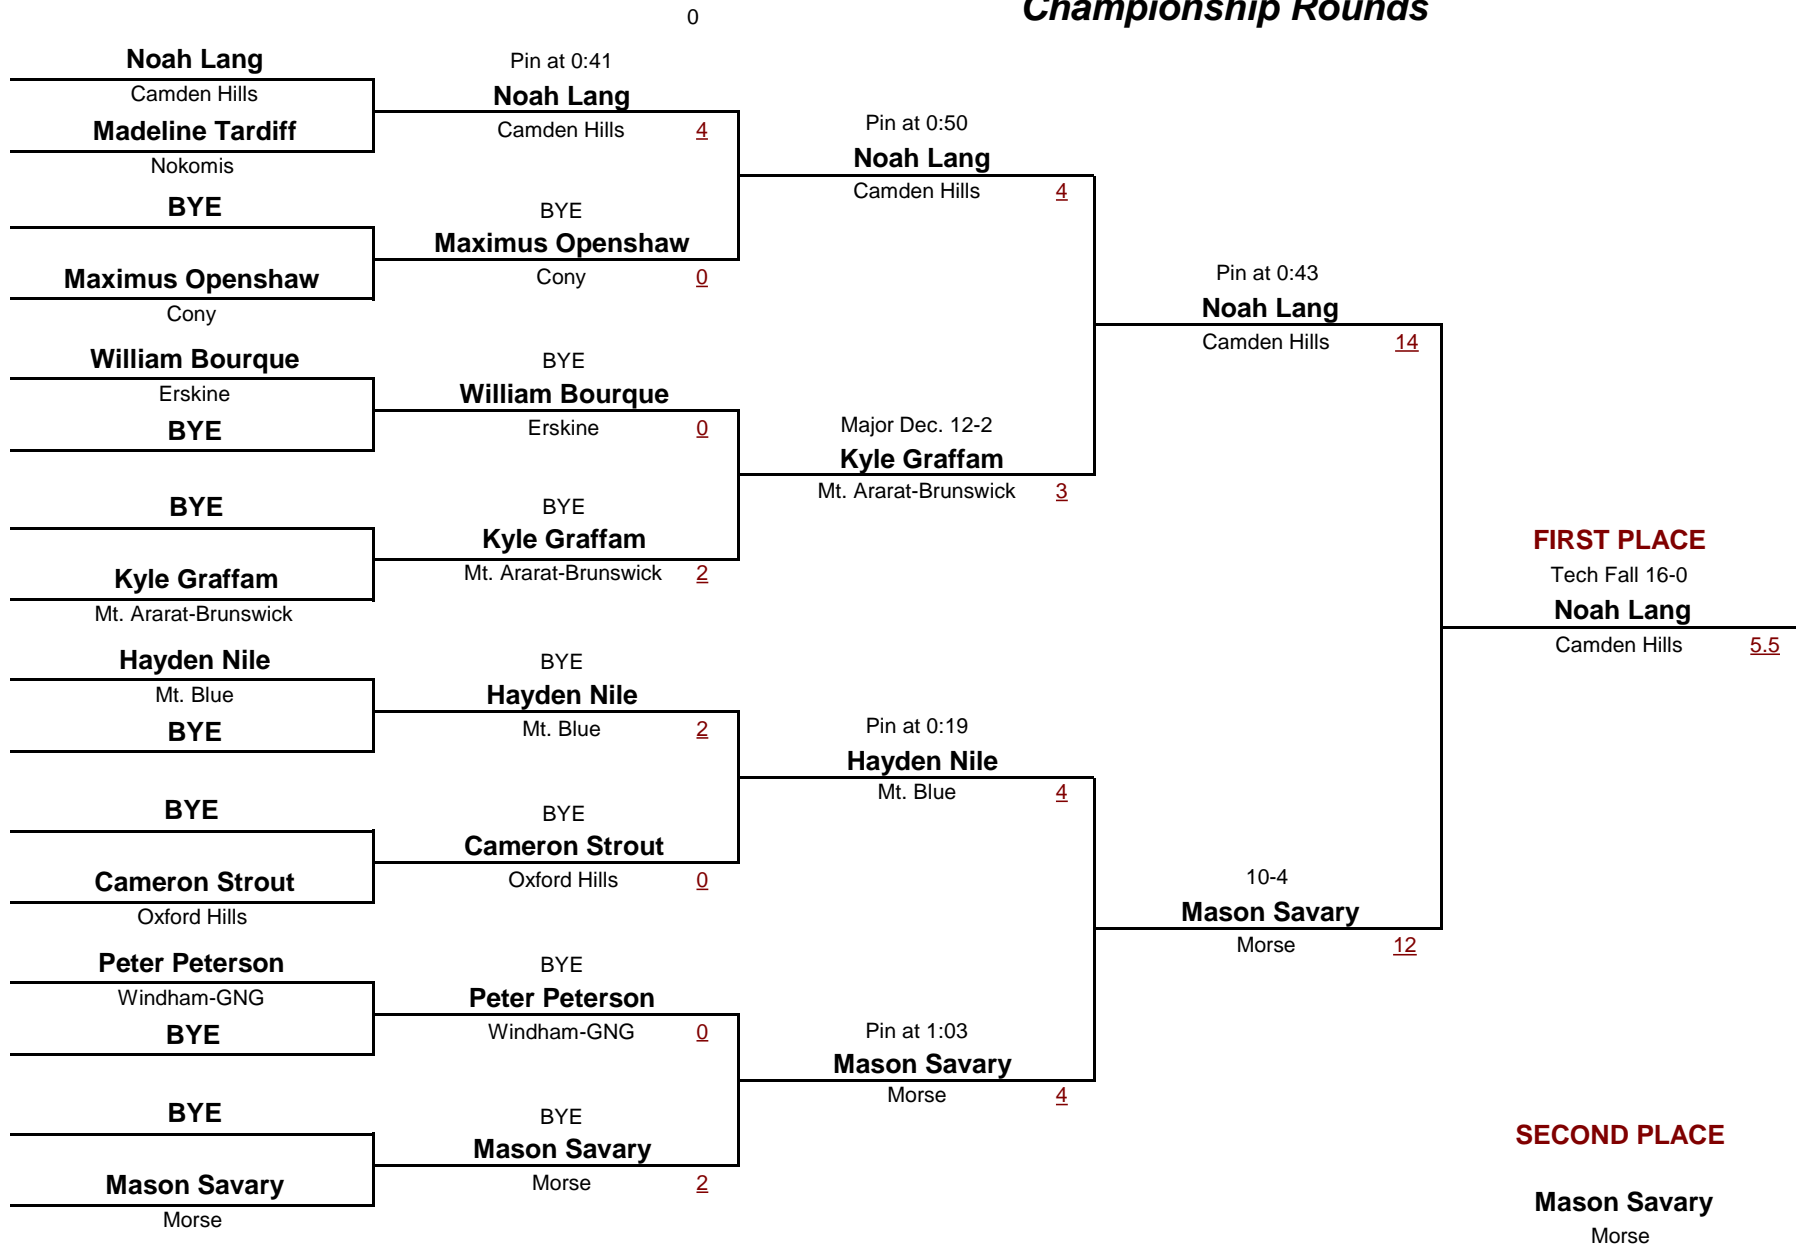 Championship Rounds
0
Noah Lang
Camden Hills
Madeline Tardiff
Nokomis
BYE
Maximus Openshaw
Cony
William Bourque
Erskine
BYE
BYE
Kyle Graffam
Mt. Ararat-Brunswick
Hayden Nile
Mt. Blue
BYE
BYE
Cameron Strout
Oxford Hills
Peter Peterson
Windham-GNG
BYE
BYE
Mason Savary
Morse
Pin at 0:41
Noah Lang
Camden Hills 4
BYE
Maximus Openshaw
Cony 0
BYE
William Bourque
Erskine 0
BYE
Kyle Graffam
Mt. Ararat-Brunswick 2
BYE
Hayden Nile
Mt. Blue 2
BYE
Cameron Strout
Oxford Hills 0
BYE
Peter Peterson
Windham-GNG 0
BYE
Mason Savary
Morse 2
Pin at 0:50
Noah Lang
Camden Hills 4
Major Dec. 12-2
Kyle Graffam
Mt. Ararat-Brunswick 3
Pin at 0:19
Hayden Nile
Mt. Blue 4
Pin at 1:03
Mason Savary
Morse 4
Pin at 0:43
Noah Lang
Camden Hills 14
10-4
Mason Savary
Morse 12
FIRST PLACE
Tech Fall 16-0
Noah Lang
Camden Hills 5.5
SECOND PLACE
Mason Savary
Morse